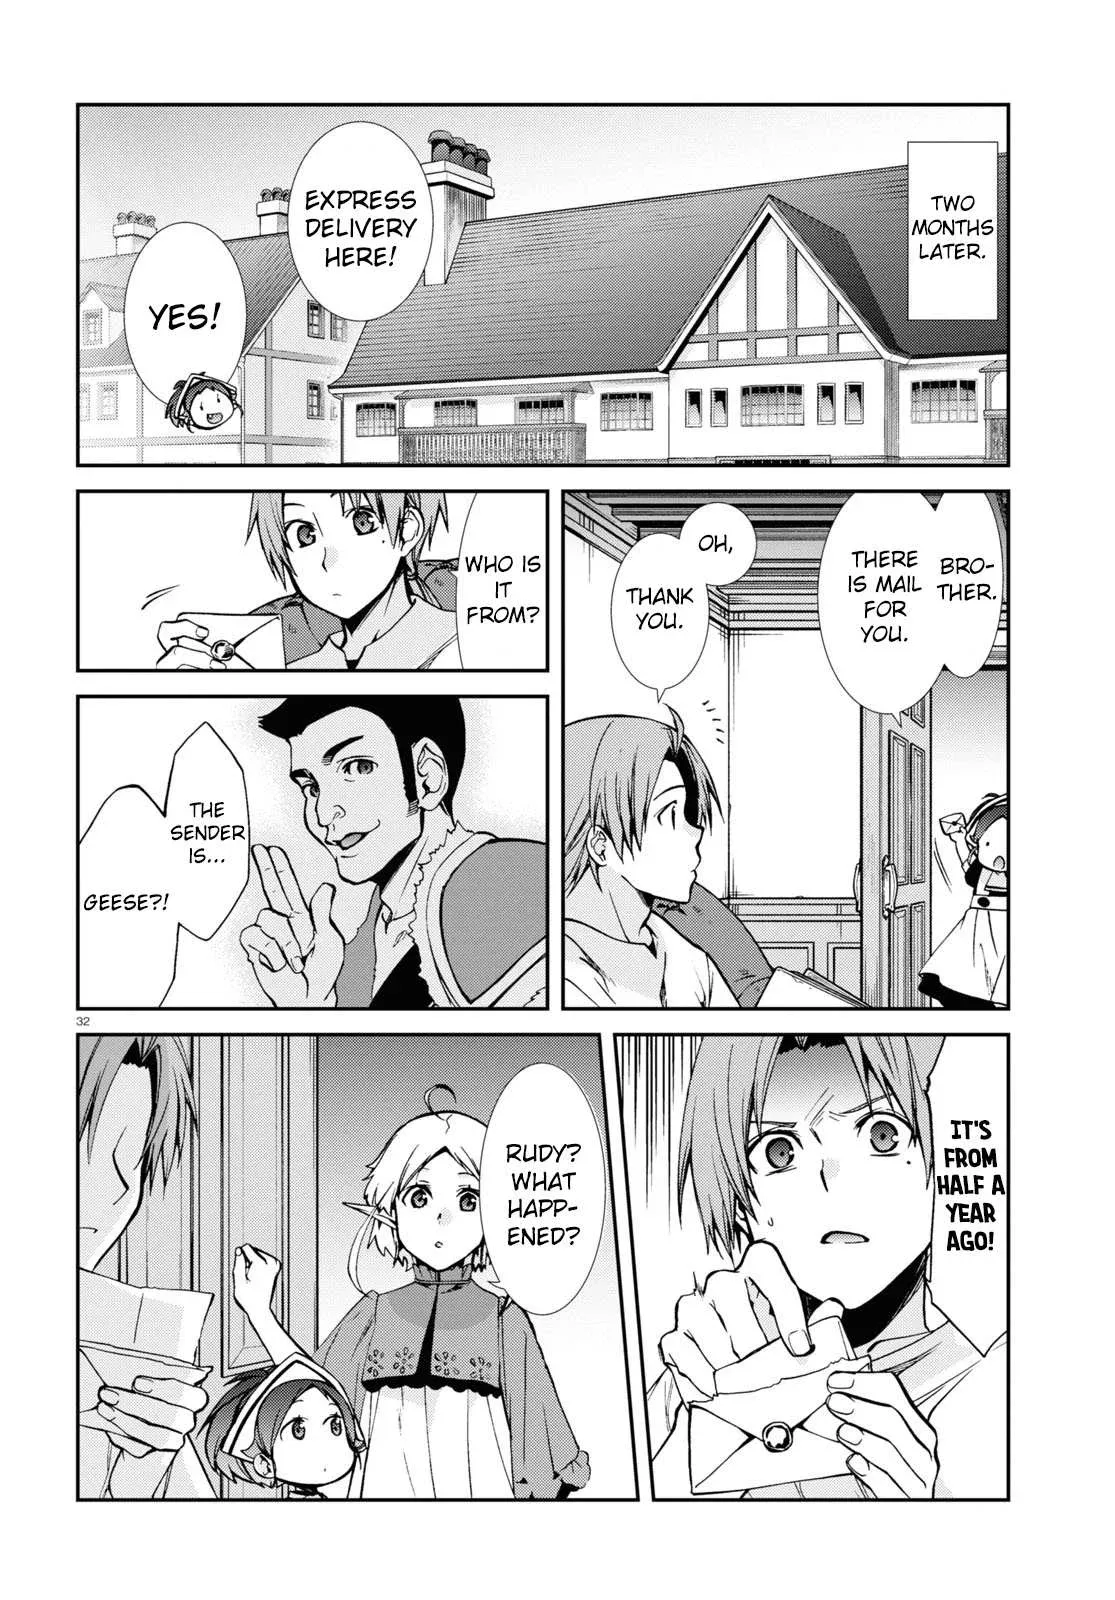 TWO
MONTHS
LATER.
EXPRESS
DELIVERY
HERE!
YES!
BRO-
THER.
THERE
IS MAIL
FOR
YOU.
OH,
THANK
YOU.
WHO IS
IT
FROM?
THE
SENDER
IS...
GEESE?!
32
IT'S
FROM
HALF A
YEAR
AGO!
RUDY?
WHAT
HAPP-
ENED?